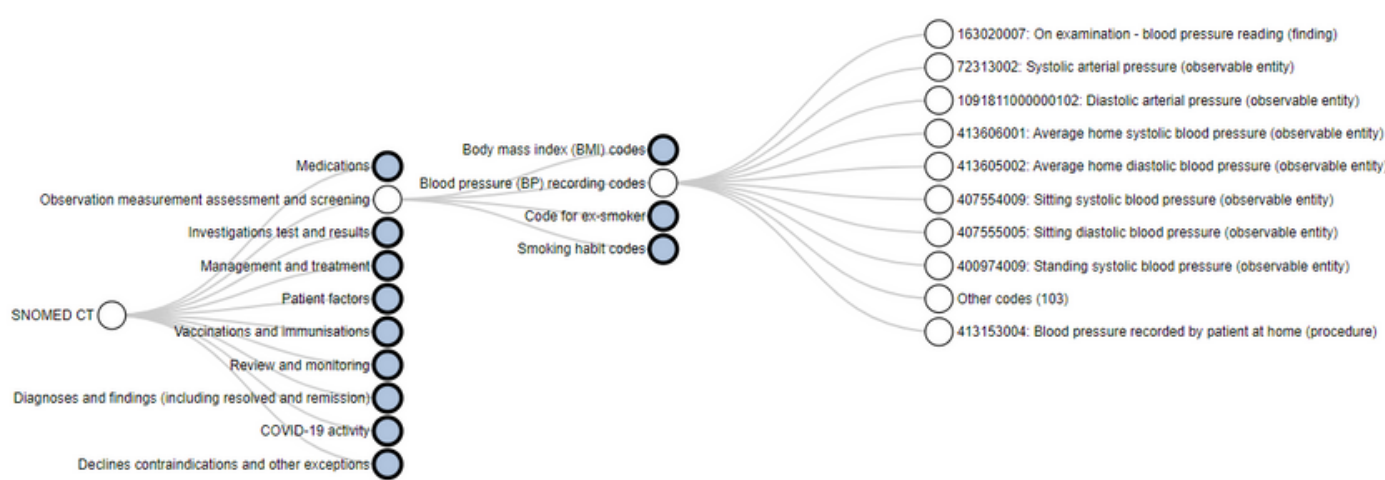 SNOMED CT
Medications
Observation measurement assessment and screening
Investigations test and results
Management and treatment
Patient factors
Vaccinations and immunisations
Review and monitoring
Diagnoses and findings (including resolved and remission)
COVID-19 activity
Declines contraindications and other exceptions
Body mass index (BMI) codes
Blood pressure (BP) recording codes
Code for ex-smoker
Smoking habit codes
163020007: On examination - blood pressure reading (finding)
72313002: Systolic arterial pressure (observable entity)
1091811000000102: Diastolic arterial pressure (observable entity)
413606001: Average home systolic blood pressure (observable entity)
413605002: Average home diastolic blood pressure (observable entity)
407554009: Sitting systolic blood pressure (observable entity)
407555005: Sitting diastolic blood pressure (observable entity)
400974009: Standing systolic blood pressure (observable entity)
Other codes (103)
413153004: Blood pressure recorded by patient at home (procedure)